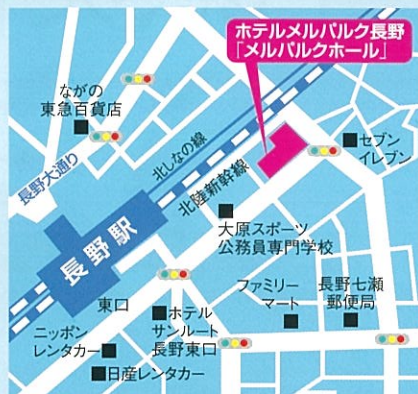 ホテルメルパルク長野
「メルパルクホール」
ながの
東急百貨店
長野大通り
北しなの線
北陸新幹線
セブン
イレブン
大原スポーツ
公務員専門学校
長野駅
東口
ファミリー
マート
長野七瀬
郵便局
ホテル
サンルート
長野東口
ニッポン
レンタカー
日産レンタカー